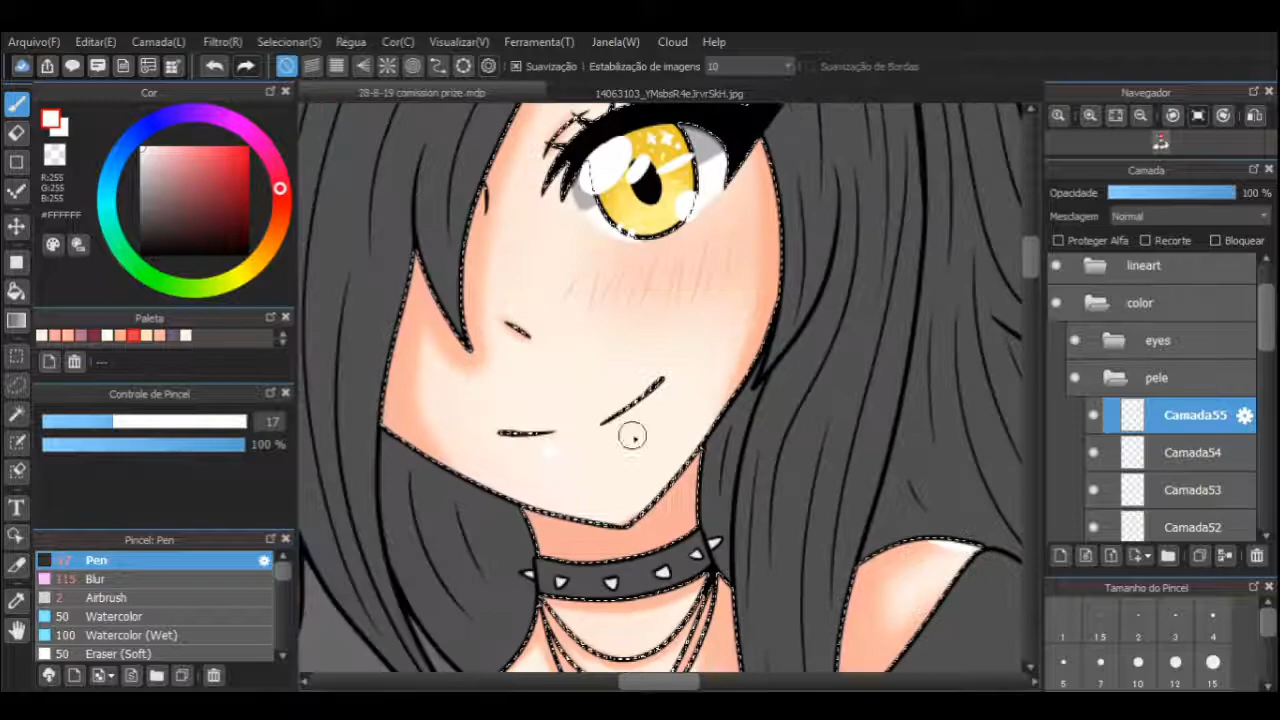 Arquivo(F) Editar(E) Camada(L) Filtro(R) Selecionar(S) Régua Cor(C) Visualizar(V) Ferramenta(T) Janela(W) Cloud Help
Suavização Estabilização de imagens 10 Suavização de Bordas
Cor
28-8-19 comission prize.mdp
14063103_YMsbsR4eJrvrSkH.jpg
Navegador
R:255
G:255
B:255
#FFFFFF
Camada
Opacidade 100 %
Mesclagem Normal
Proteger Alfa Recorte Bloquear
lineart
color
eyes
pele
Camada55
Camada54
Camada53
Camada52
Paleta
---
Controle de Pincel
17
100 %
Pincel: Pen
17 Pen
115 Blur
2 Airbrush
50 Watercolor
100 Watercolor (Wet)
50 Eraser (Soft)
Tamanho do Pincel
1 1.5 2 3 4
5 7 10 12 15